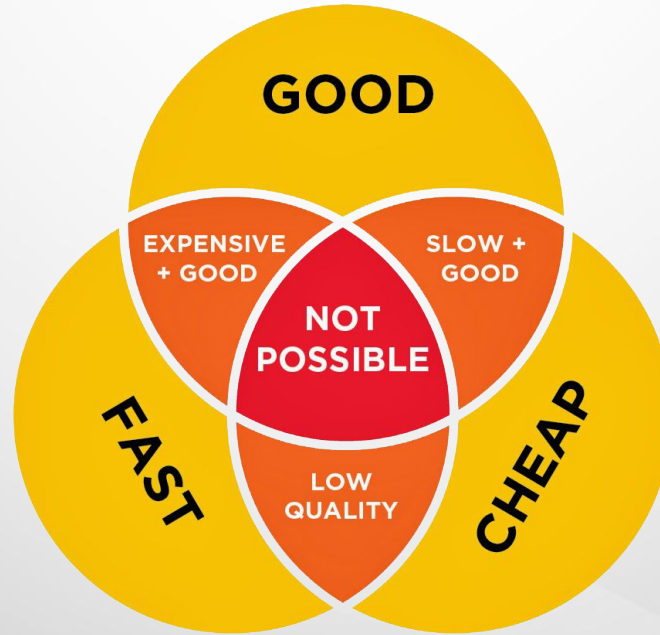 GOOD
EXPENSIVE
+ GOOD
SLOW +
GOOD
NOT
POSSIBLE
FAST
CHEAP
LOW
QUALITY